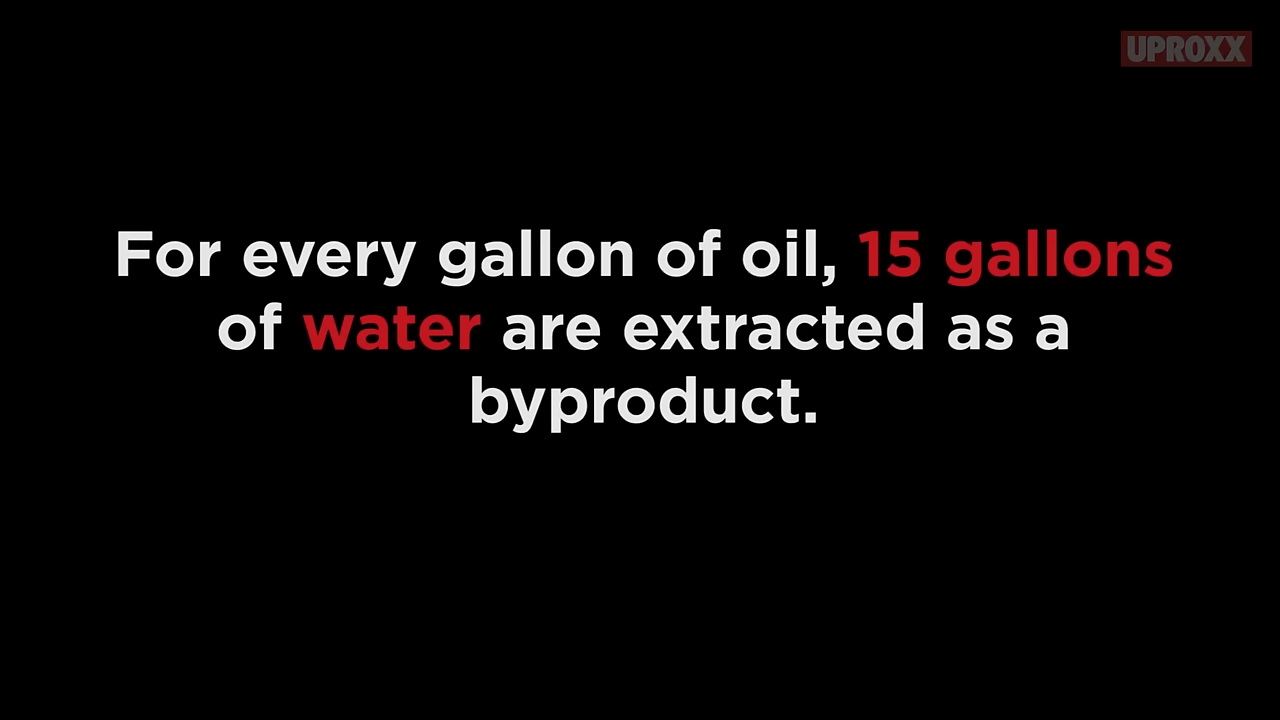 UPROXX
For every gallon of oil, 15 gallons
of water are extracted as a
byproduct.